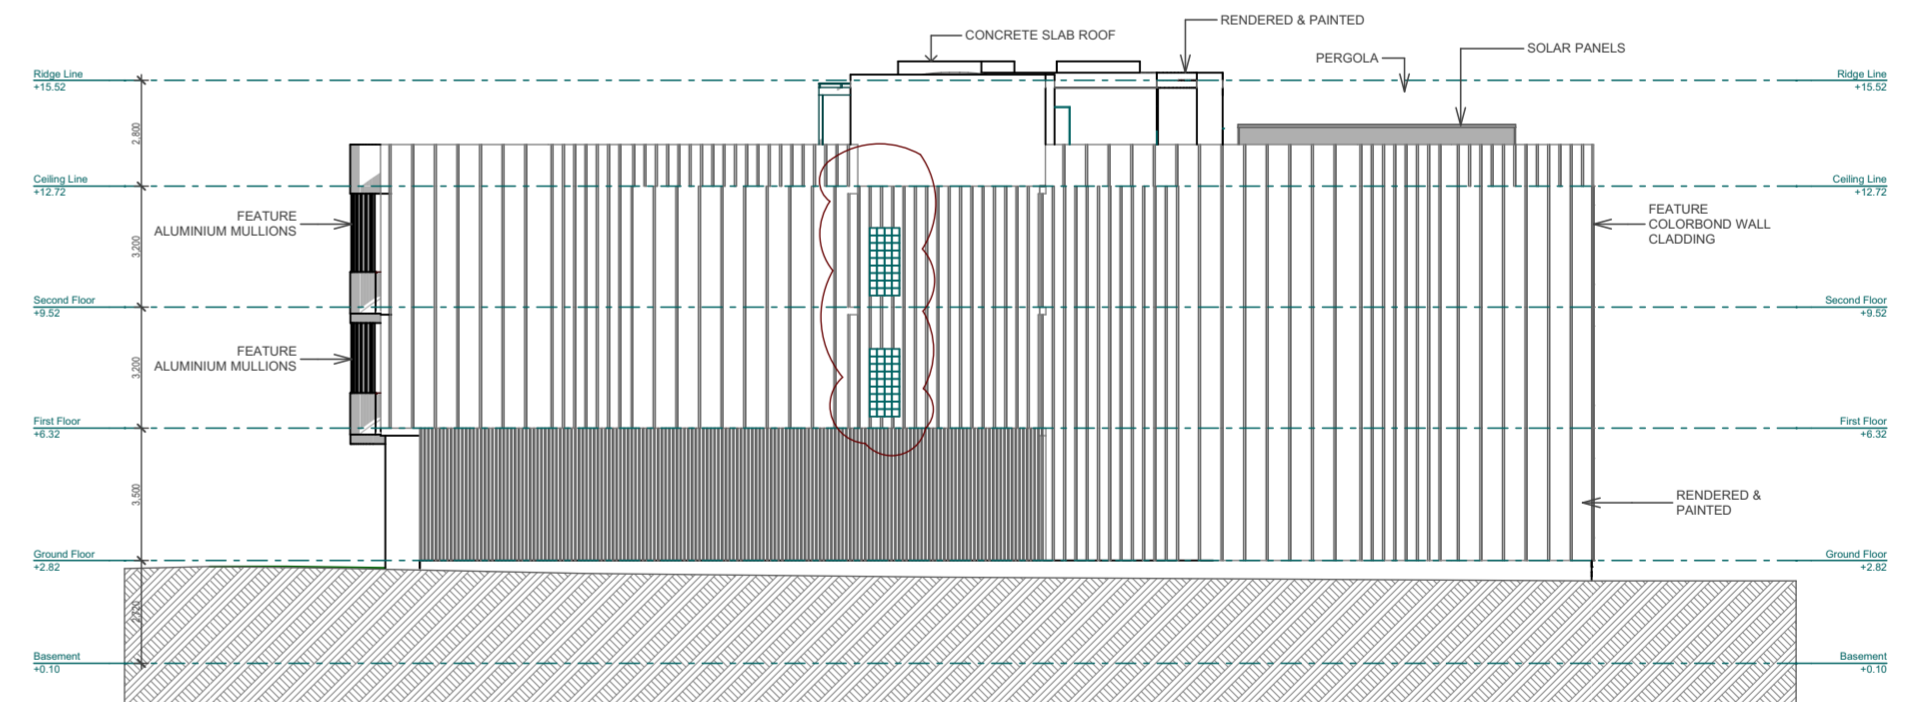 RENDERED & PAINTED
CONCRETE SLAB ROOF
SOLAR PANELS
PERGOLA
Ridge Line
+15.52
Ridge Line
+15.52
2.800
Ceiling Line
+12.72
Ceiling Line
+12.72
FEATURE
ALUMINIUM MULLIONS
FEATURE
COLORBOND WALL
CLADDING
3.200
Second Floor
+9.52
Second Floor
+9.52
FEATURE
ALUMINIUM MULLIONS
3.200
First Floor
+6.32
First Floor
+6.32
3.500
RENDERED &
PAINTED
Ground Floor
+2.82
Ground Floor
+2.82
2.720
Basement
+0.10
Basement
+0.10